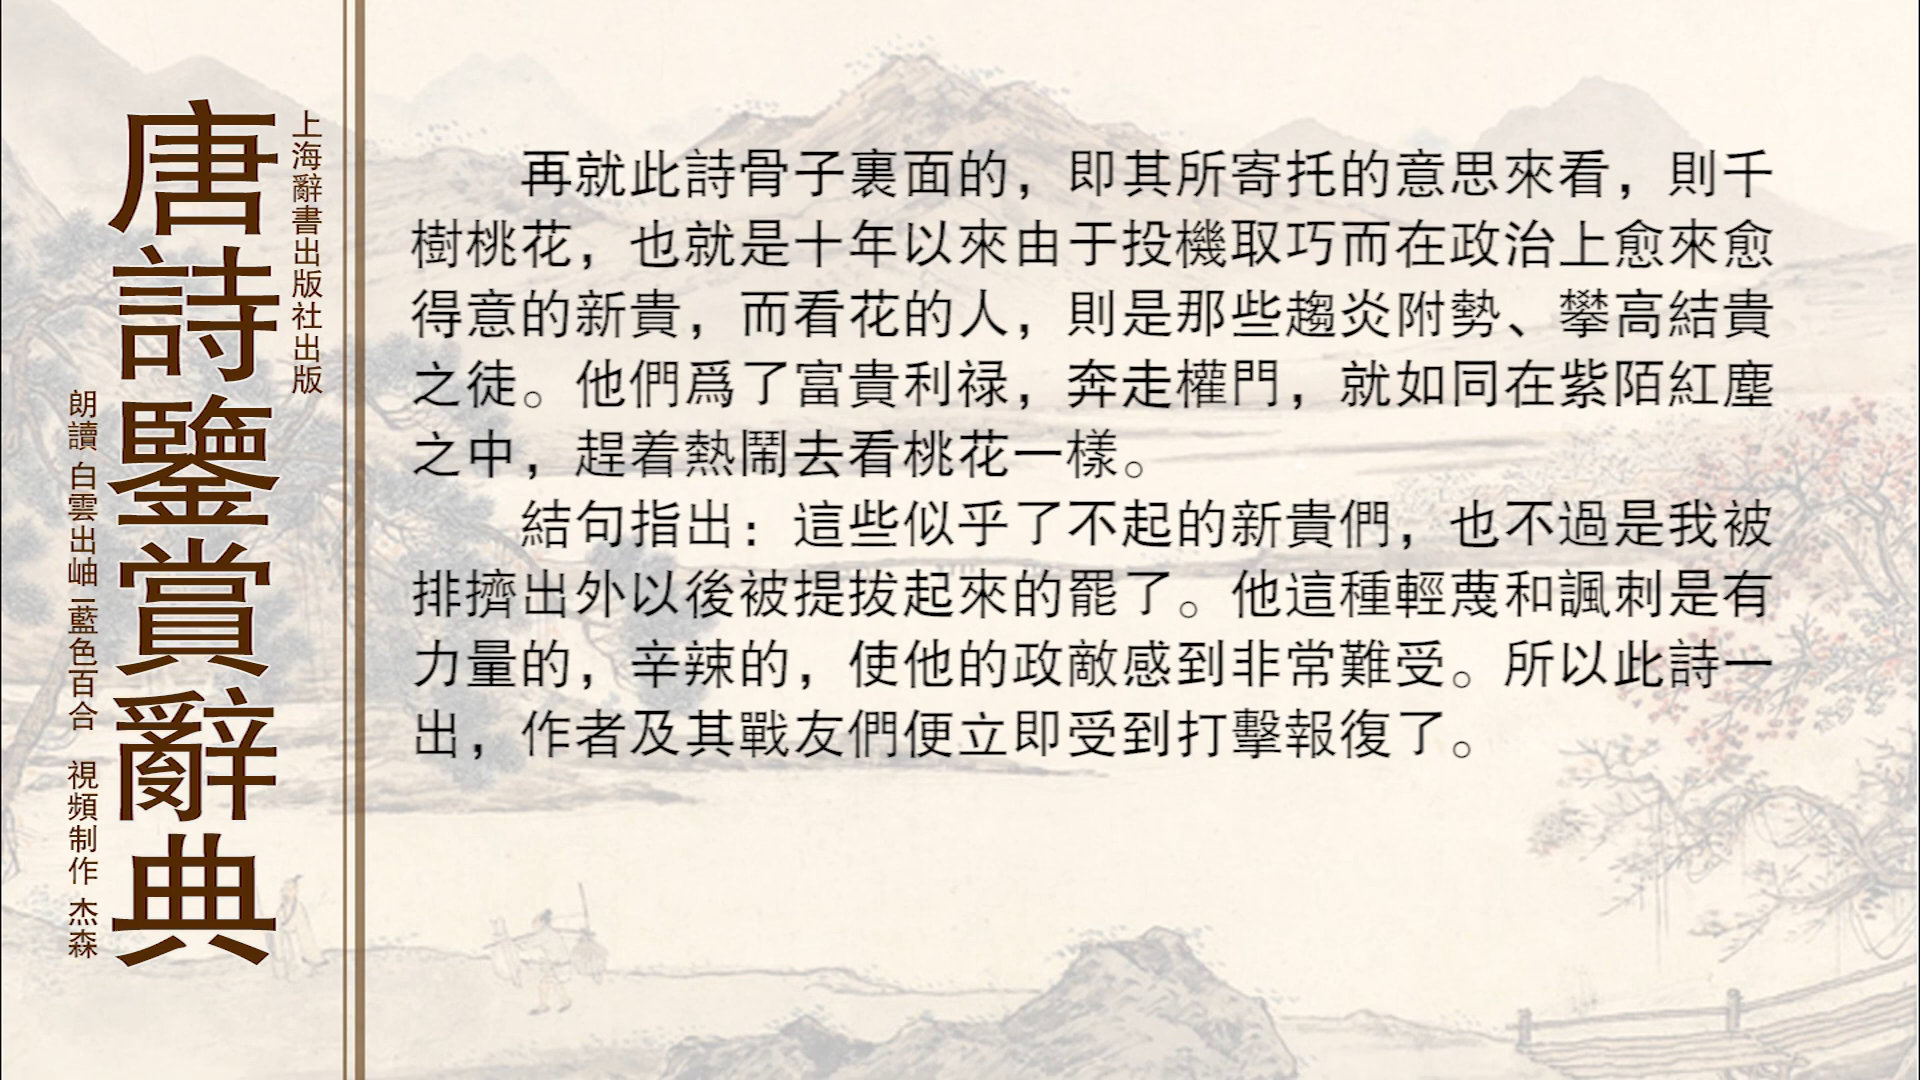 上海辭書出版社出版
唐詩鑒賞辭典
朗讀 白雲出岫–藍色百合 視頻制作 杰森
再就此詩骨子裏面的，即其所寄托的意思來看，則千
樹桃花，也就是十年以來由于投機取巧而在政治上愈來愈
得意的新貴，而看花的人，則是那些趨炎附勢、攀高結貴
之徒。他們爲了富貴利禄，奔走權門，就如同在紫陌紅塵
之中，趕着熱鬧去看桃花一樣。
結句指出：這些似乎了不起的新貴們，也不過是我被
排擠出外以後被提拔起來的罷了。他這種輕蔑和諷刺是有
力量的，辛辣的，使他的政敵感到非常難受。所以此詩一
出，作者及其戰友們便立即受到打擊報復了。